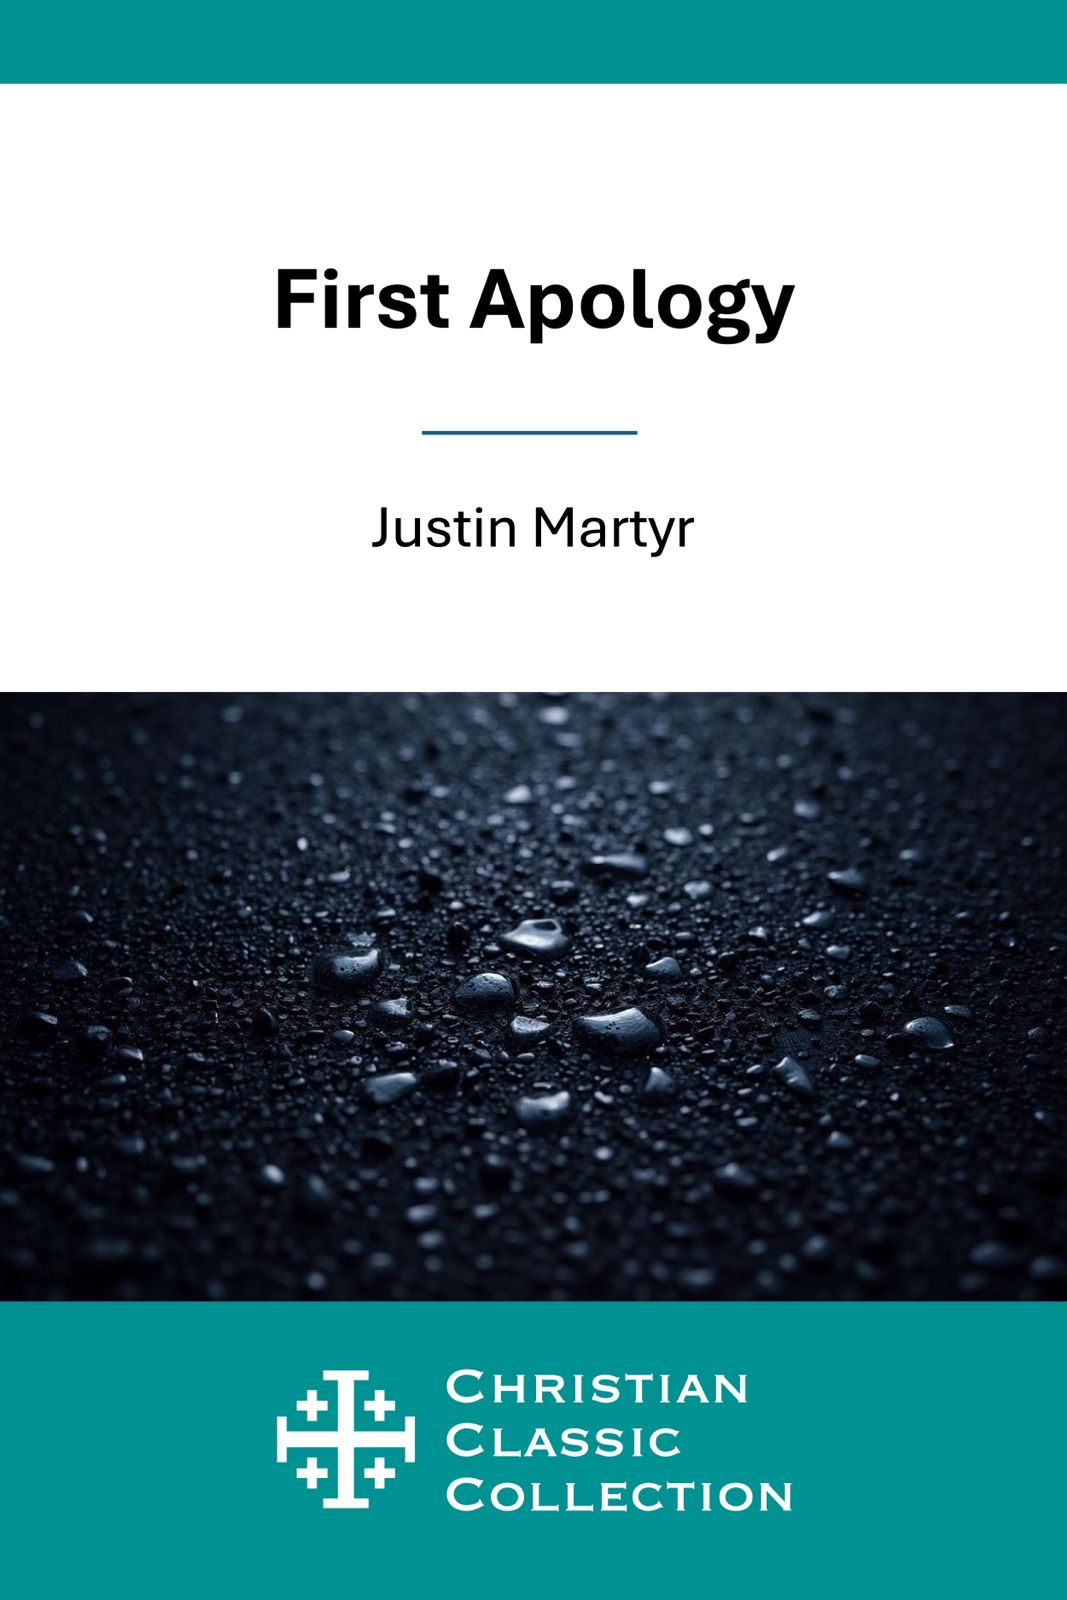 First Apology
Justin Martyr
Christian
Classic
Collection